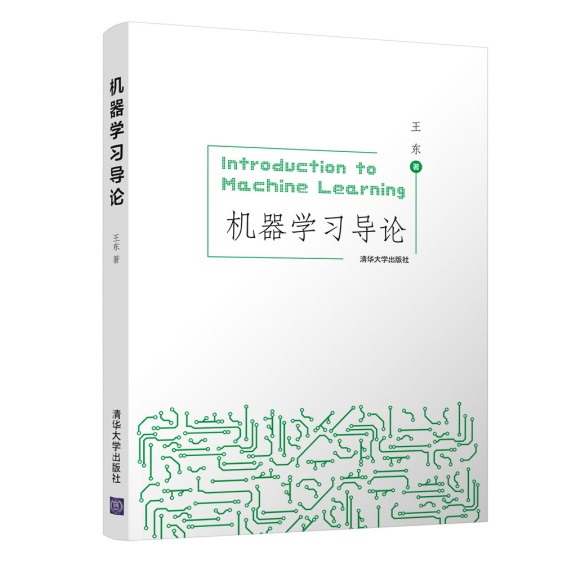 机器学习导论
王东 著
清华大学出版社
王东 著
Introduction to
Machine Learning
机器学习导论
清华大学出版社